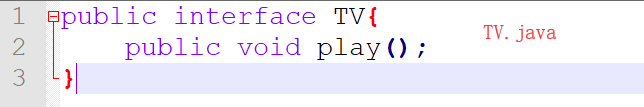 1 public interface TV{
TV.java
2     public void play();
3 }